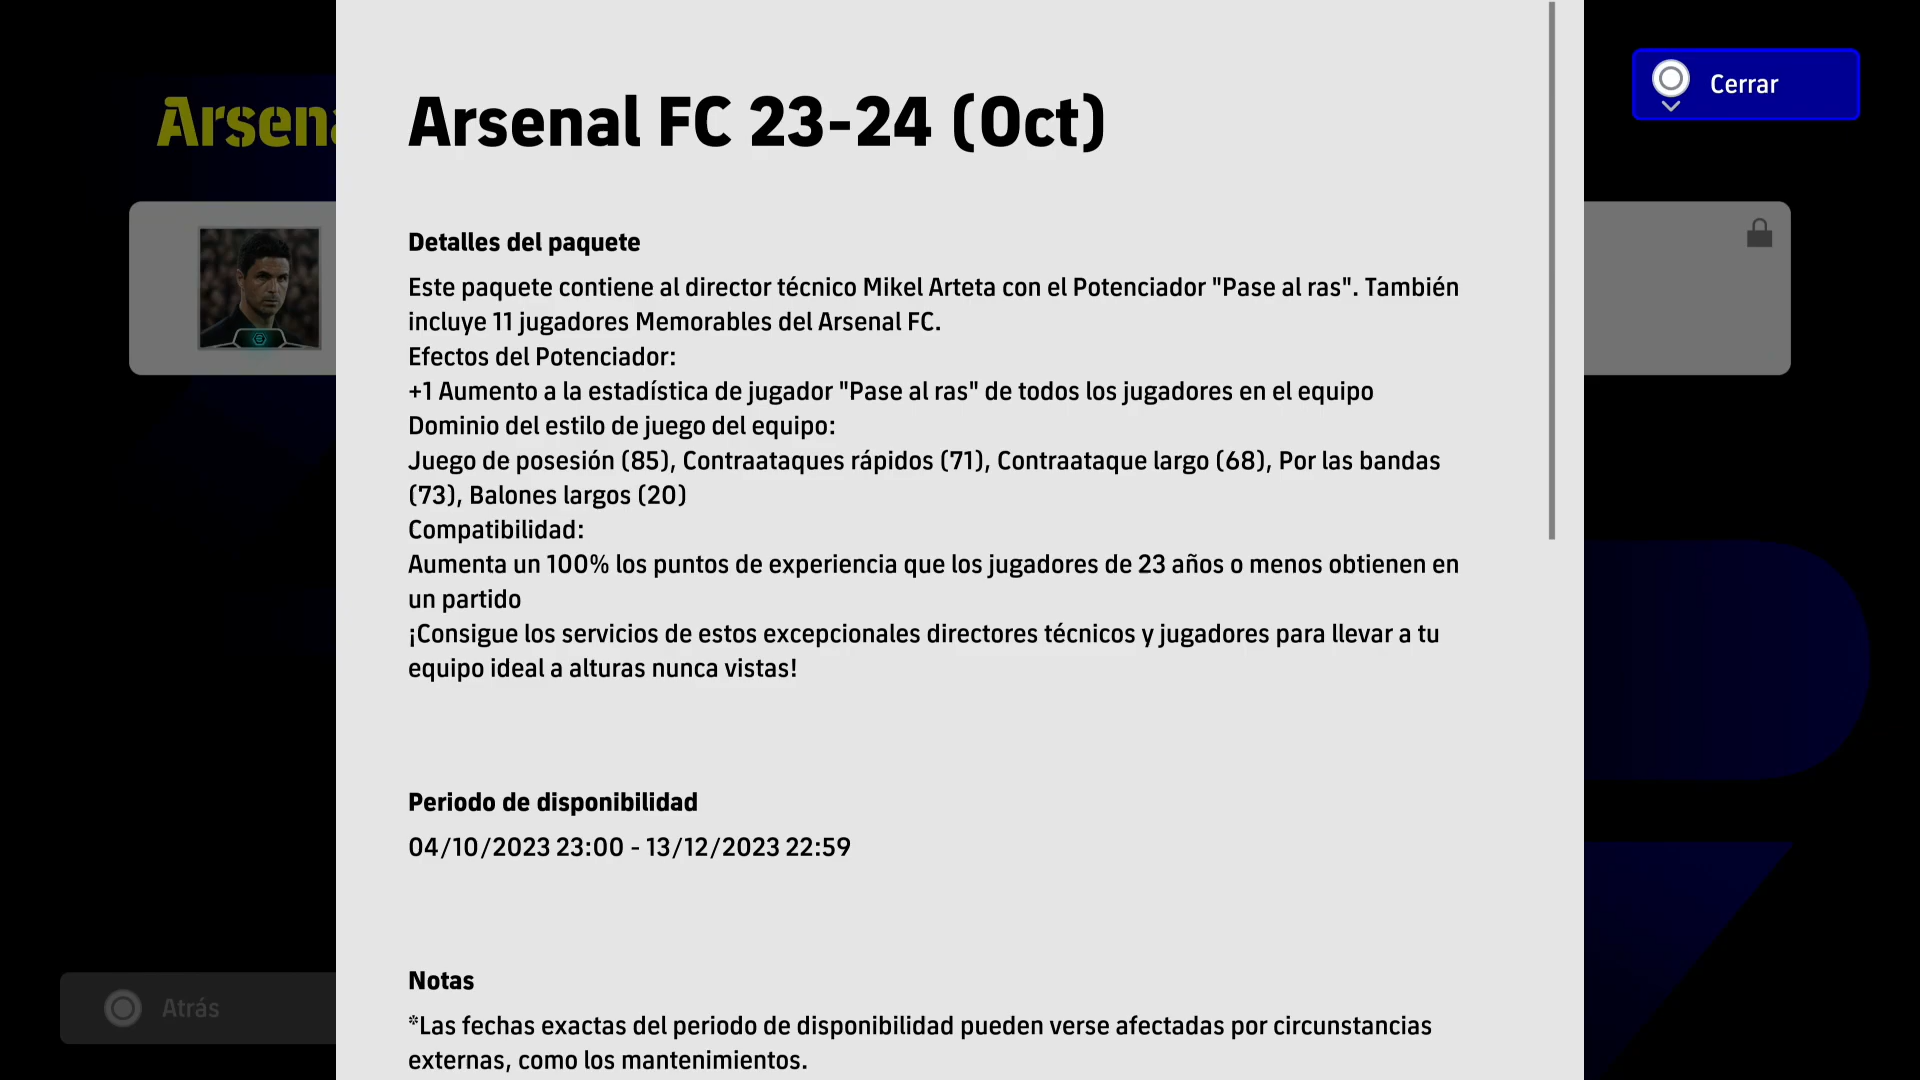 Arsena
Arsenal FC 23-24 (Oct)
Cerrar
Detalles del paquete
Este paquete contiene al director técnico Mikel Arteta con el Potenciador "Pase al ras". También
incluye 11 jugadores Memorables del Arsenal FC.
Efectos del Potenciador:
+1 Aumento a la estadística de jugador "Pase al ras" de todos los jugadores en el equipo
Dominio del estilo de juego del equipo:
Juego de posesión (85), Contraataques rápidos (71), Contraataque largo (68), Por las bandas
(73), Balones largos (20)
Compatibilidad:
Aumenta un 100% los puntos de experiencia que los jugadores de 23 años o menos obtienen en
un partido
¡Consigue los servicios de estos excepcionales directores técnicos y jugadores para llevar a tu
equipo ideal a alturas nunca vistas!
Periodo de disponibilidad
04/10/2023 23:00 - 13/12/2023 22:59
Notas
*Las fechas exactas del periodo de disponibilidad pueden verse afectadas por circunstancias
externas, como los mantenimientos.
Atrás